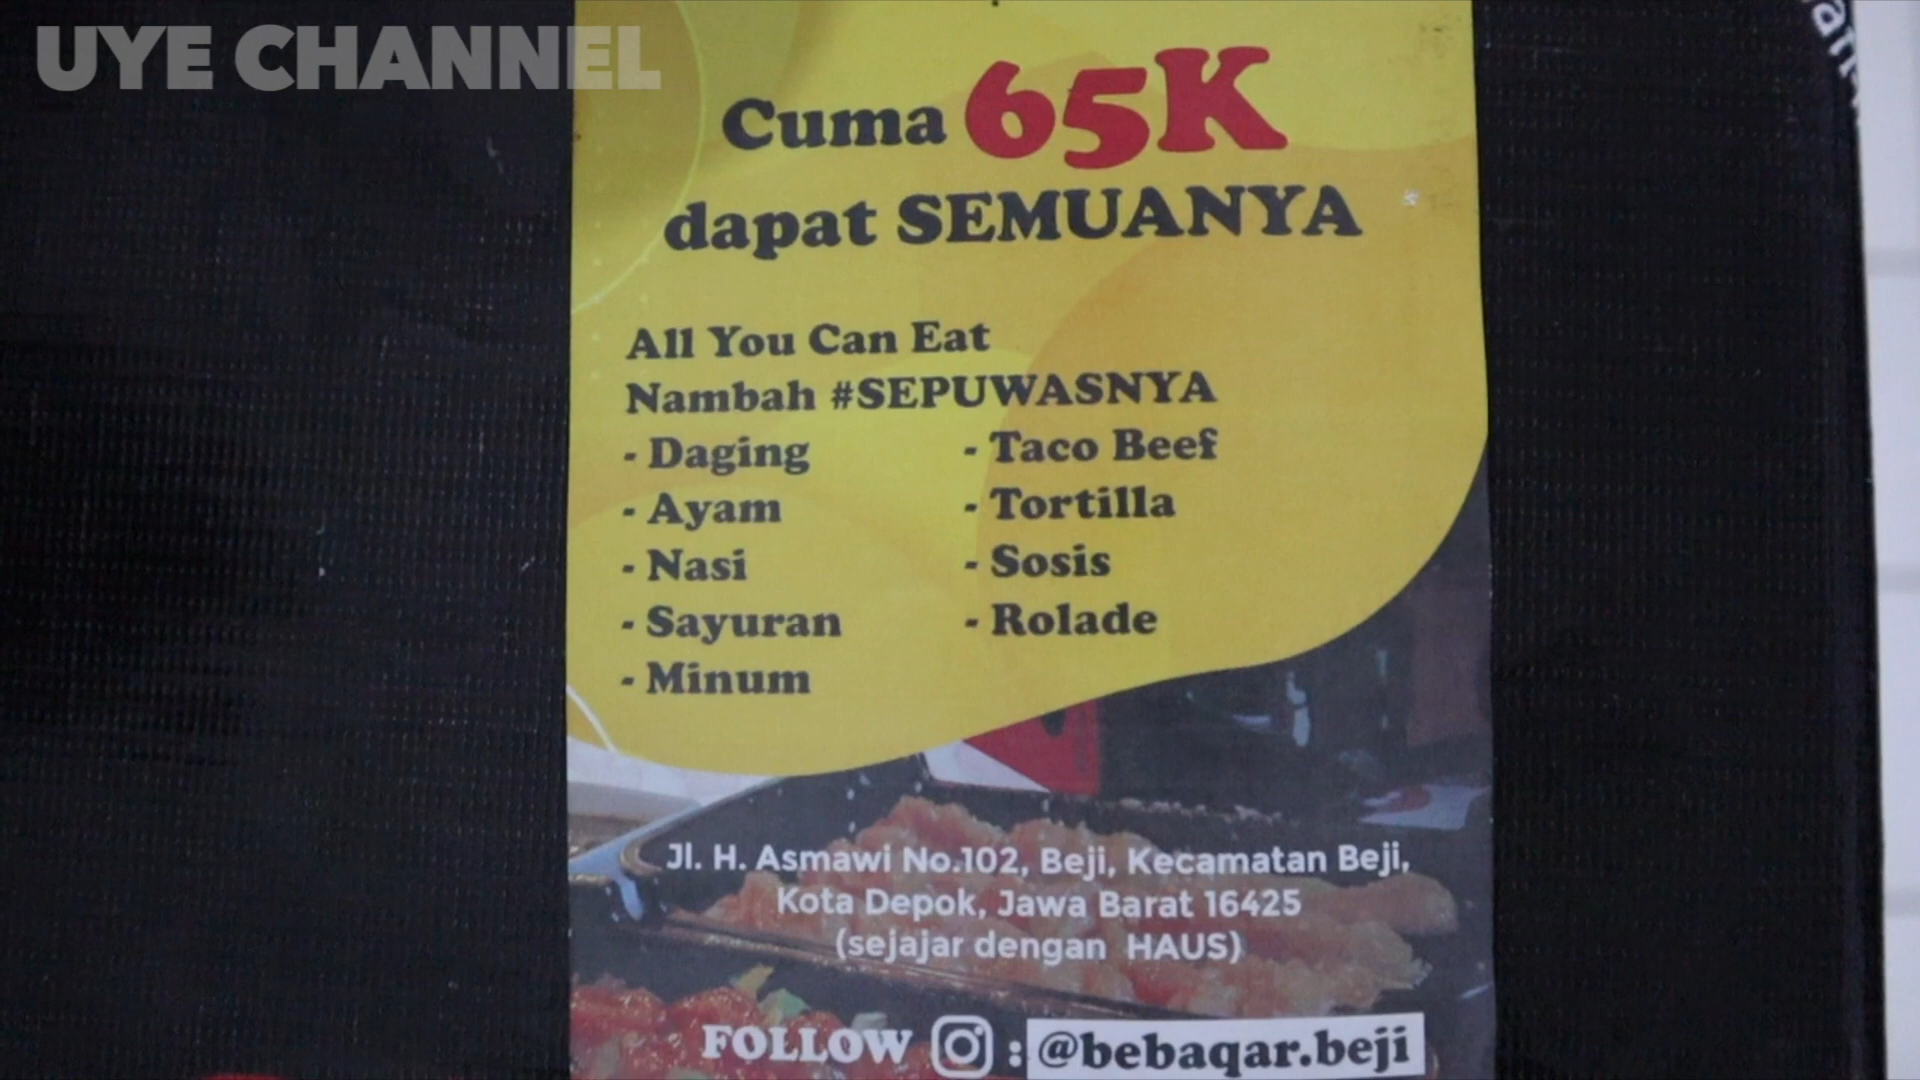 UYE CHANNEL
Cuma 65K
dapat SEMUANYA
All You Can Eat
Nambah #SEPUWASNYA
- Daging
- Ayam
- Nasi
- Sayuran
- Minum
- Taco Beef
- Tortilla
- Sosis
- Rolade
Jl. H. Asmawi No.102, Beji, Kecamatan Beji,
Kota Depok, Jawa Barat 16425
(sejajar dengan HAUS)
FOLLOW : @bebaqar.beji